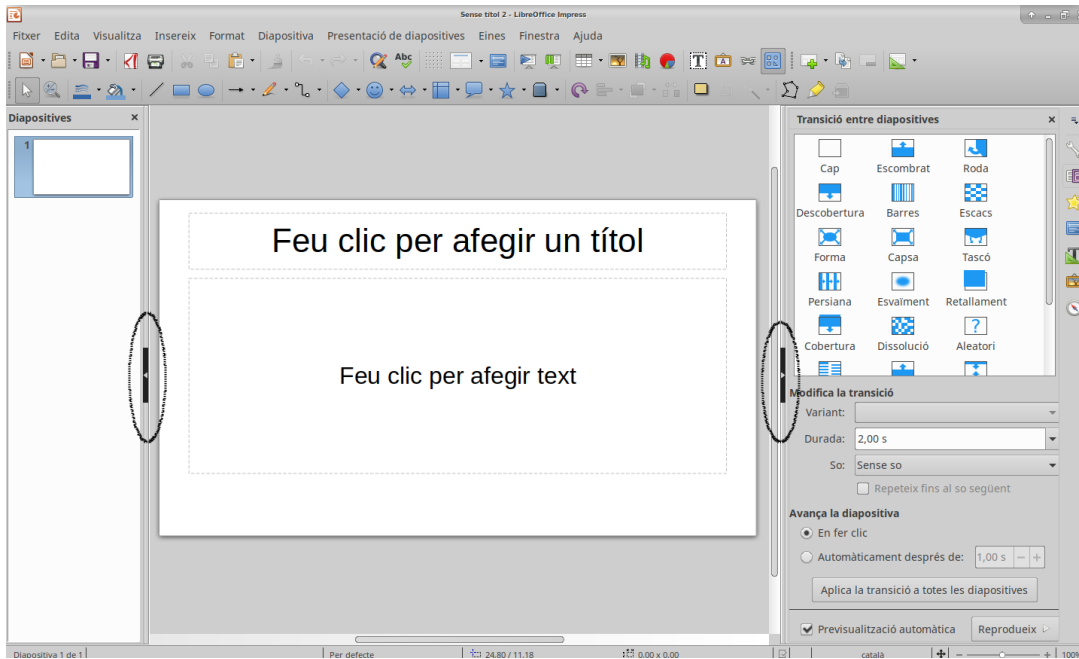 Sense títol 2 - LibreOffice Impress
Fitxer Edita Visualitza Insereix Format Diapositiva Presentació de diapositives Eines Finestra Ajuda
Abc
T A
Diapositives
1
Feu clic per afegir un títol
Feu clic per afegir text
Transició entre diapositives
Cap Escombrat Roda
Descobertura Barres Escacs
Forma Capsa Tascó
Persiana Esvaïment Retallament
?
Cobertura Dissolució Aleatori
Modifica la transició
Variant:
Durada: 2,00 s
So: Sense so
Repeteix fins al so següent
Avança la diapositiva
En fer clic
Automàticament després de: 1,00 s − +
Aplica la transició a totes les diapositives
Previsualització automàtica Reprodueix
Diapositiva 1 de 1 Per defecte 24,80 / 11,18 0,00 x 0,00 català − + 100%